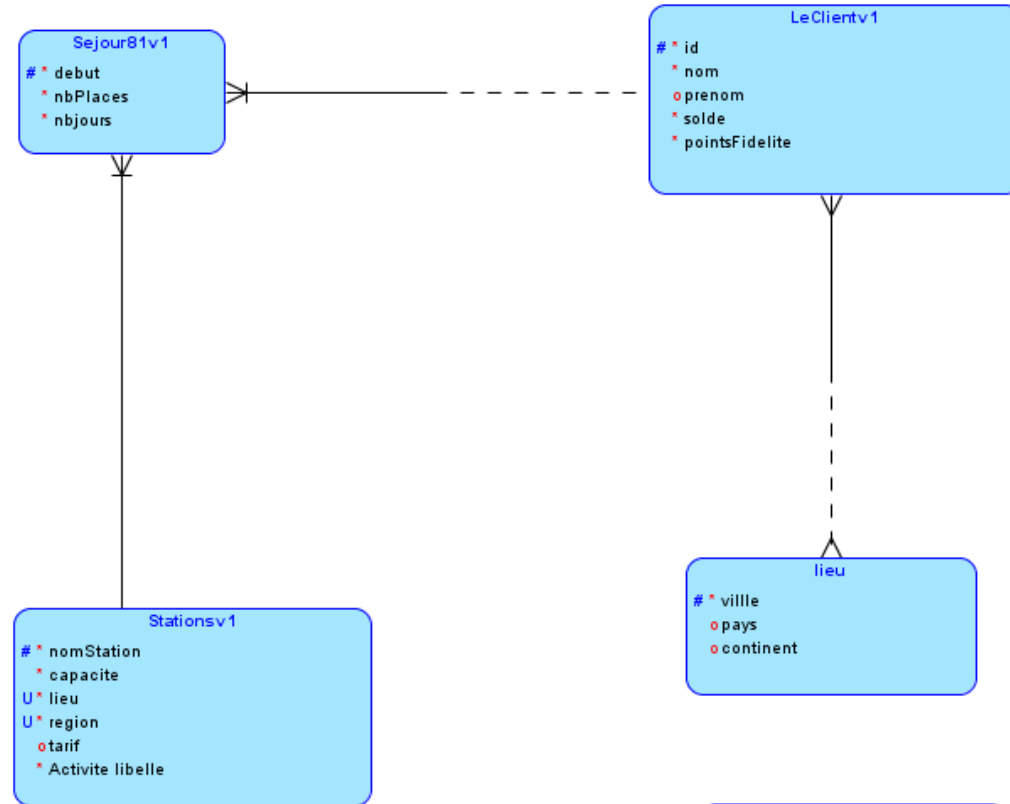 Sejour81v1
# * debut
* nbPlaces
* nbjours
LeClientv1
# * id
* nom
o prenom
* solde
* pointsFidelite
Stationsv1
# * nomStation
* capacite
U * lieu
U * region
o tarif
* Activite libelle
lieu
# * villle
o pays
o continent